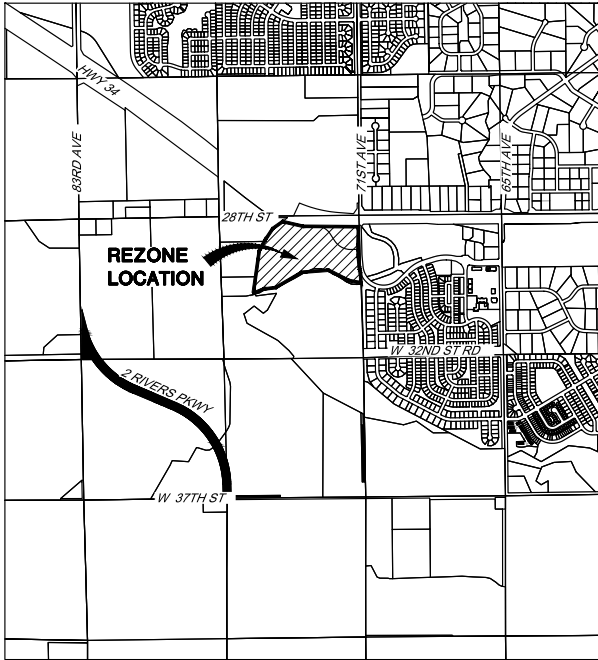 HWY 34
83RD AVE
71ST AVE
65TH AVE
28TH ST
REZONE
LOCATION
W 32ND ST RD
2 RIVERS PKWY
W 37TH ST